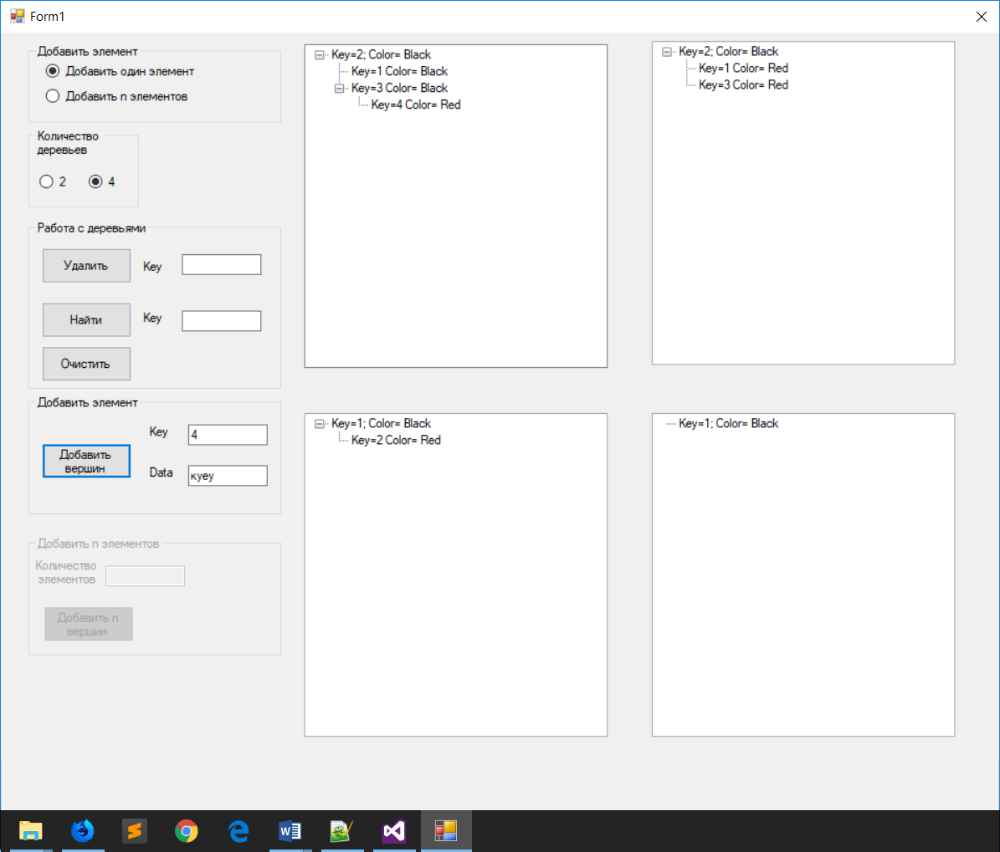 Form1
Добавить элемент
Добавить один элемент
Добавить n элементов
Количество
деревьев
2 4
Работа с деревьями
Удалить Key
Найти Key
Очистить
Добавить элемент
Key 4
Добавить
вершин
Data куеу
Добавить n элементов
Количество
элементов
Добавить n
вершин
Key=2; Color= Black
Key=1 Color= Black
Key=3 Color= Black
Key=4 Color= Red
Key=2; Color= Black
Key=1 Color= Red
Key=3 Color= Red
Key=1; Color= Black
Key=2 Color= Red
Key=1; Color= Black